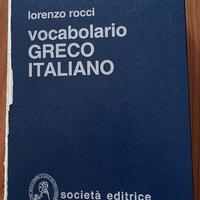 lorenzo rocci
vocabolario
GRECO
ITALIANO
società editrice